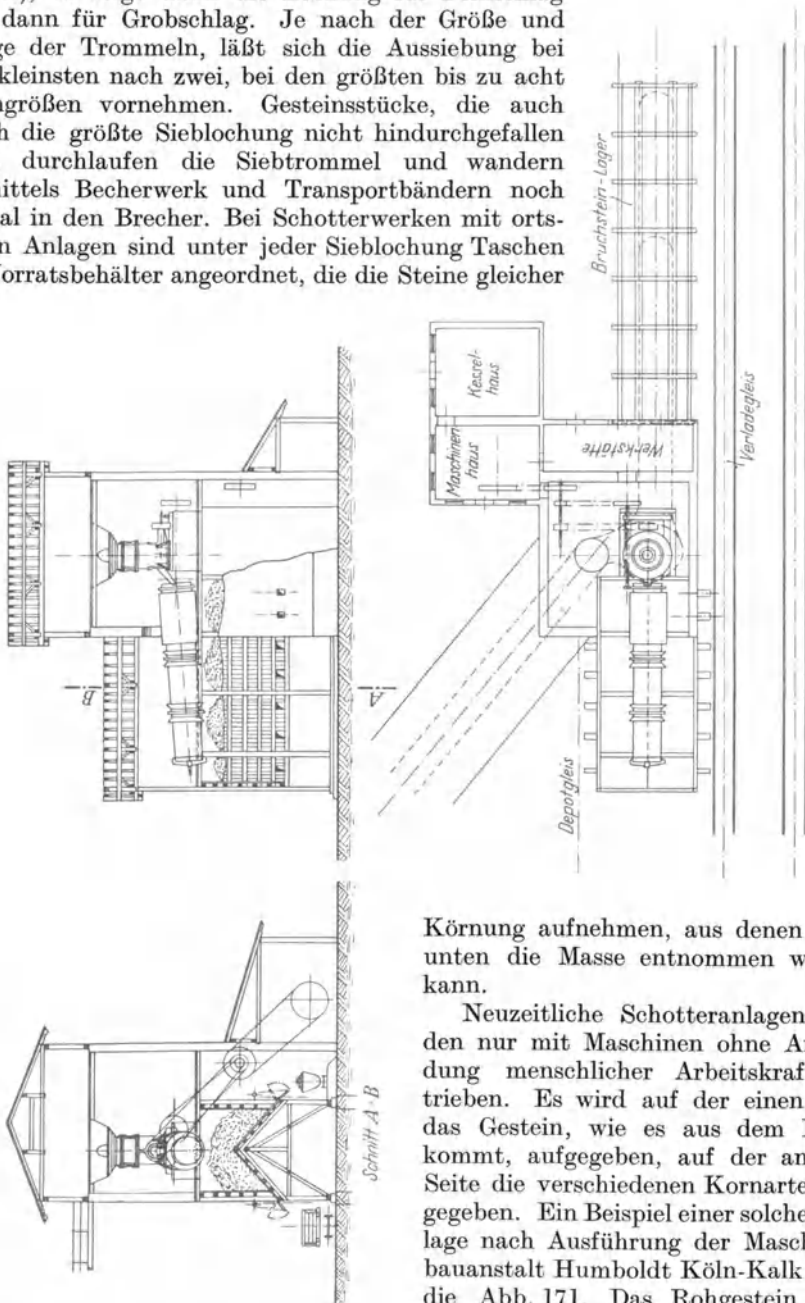 dann für Grobschlag. Je nach der Größe und
der Trommeln, läßt sich die Aussiebung bei
kleinsten nach zwei, bei den größten bis zu acht
vornehmen. Gesteinsstücke, die auch
die größte Sieblochung nicht hindurchgefallen
durchlaufen die Siebtrommel und wandern
Becherwerk und Transportbändern noch
in den Brecher. Bei Schotterwerken mit orts-
Anlagen sind unter jeder Sieblochung Taschen
angeordnet, die die Steine gleicher
Bruchstein-Lager
Kessel-
haus
Maschinen
haus
Werkstätte
Verladegleis
Depotgleis
B
A
Schnitt A-B
Körnung aufnehmen, aus denen
unten die Masse entnommen
kann.
Neuzeitliche Schotteranlagen
den nur mit Maschinen ohne
dung menschlicher Arbeitskraf
trieben. Es wird auf der einen
das Gestein, wie es aus dem
kommt, aufgegeben, auf der
Seite die verschiedenen Kornarte
gegeben. Ein Beispiel einer solche
lage nach Ausführung der Masch
bauanstalt Humboldt Köln-Kalk
die Abb. 171. Das Rohgestein